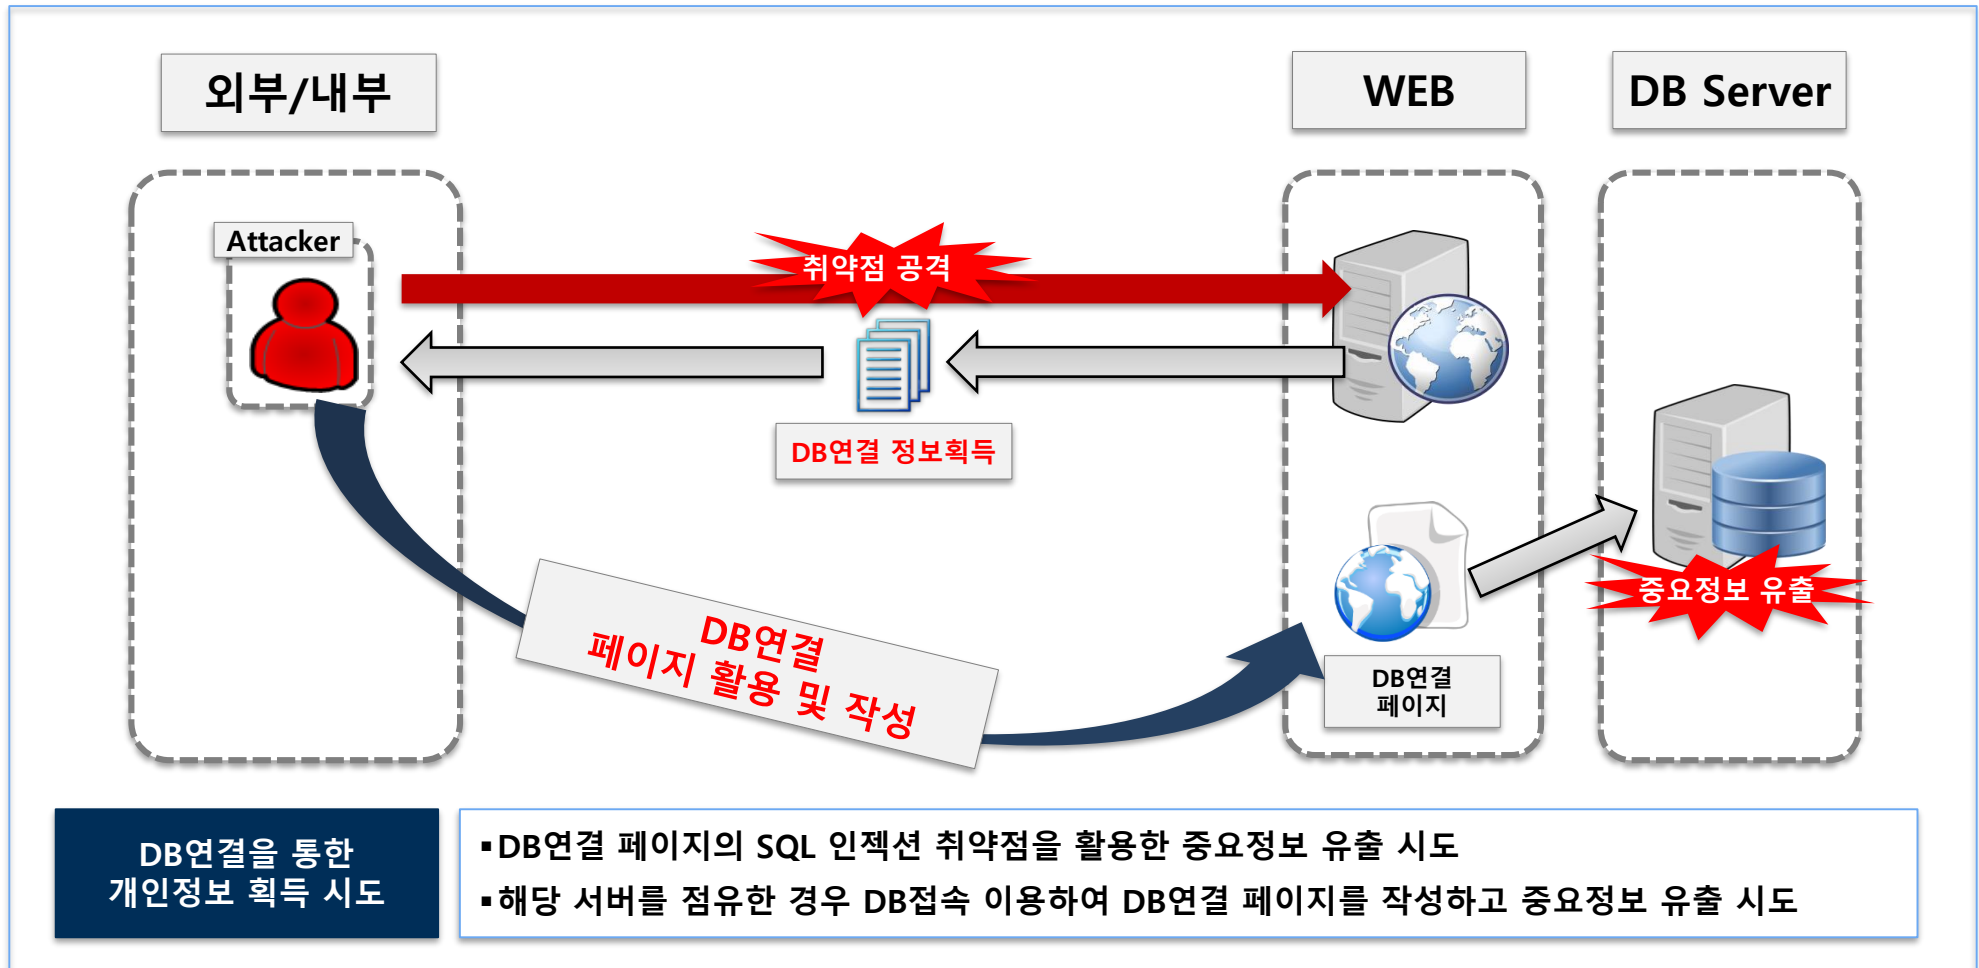 외부/내부
WEB
DB Server
Attacker
취약점 공격
DB연결 정보획득
DB연결
페이지 활용 및 작성
DB연결
페이지
중요정보 유출
DB연결을 통한
개인정보 획득 시도
▪DB연결 페이지의 SQL 인젝션 취약점을 활용한 중요정보 유출 시도
▪해당 서버를 점유한 경우 DB접속 이용하여 DB연결 페이지를 작성하고 중요정보 유출 시도